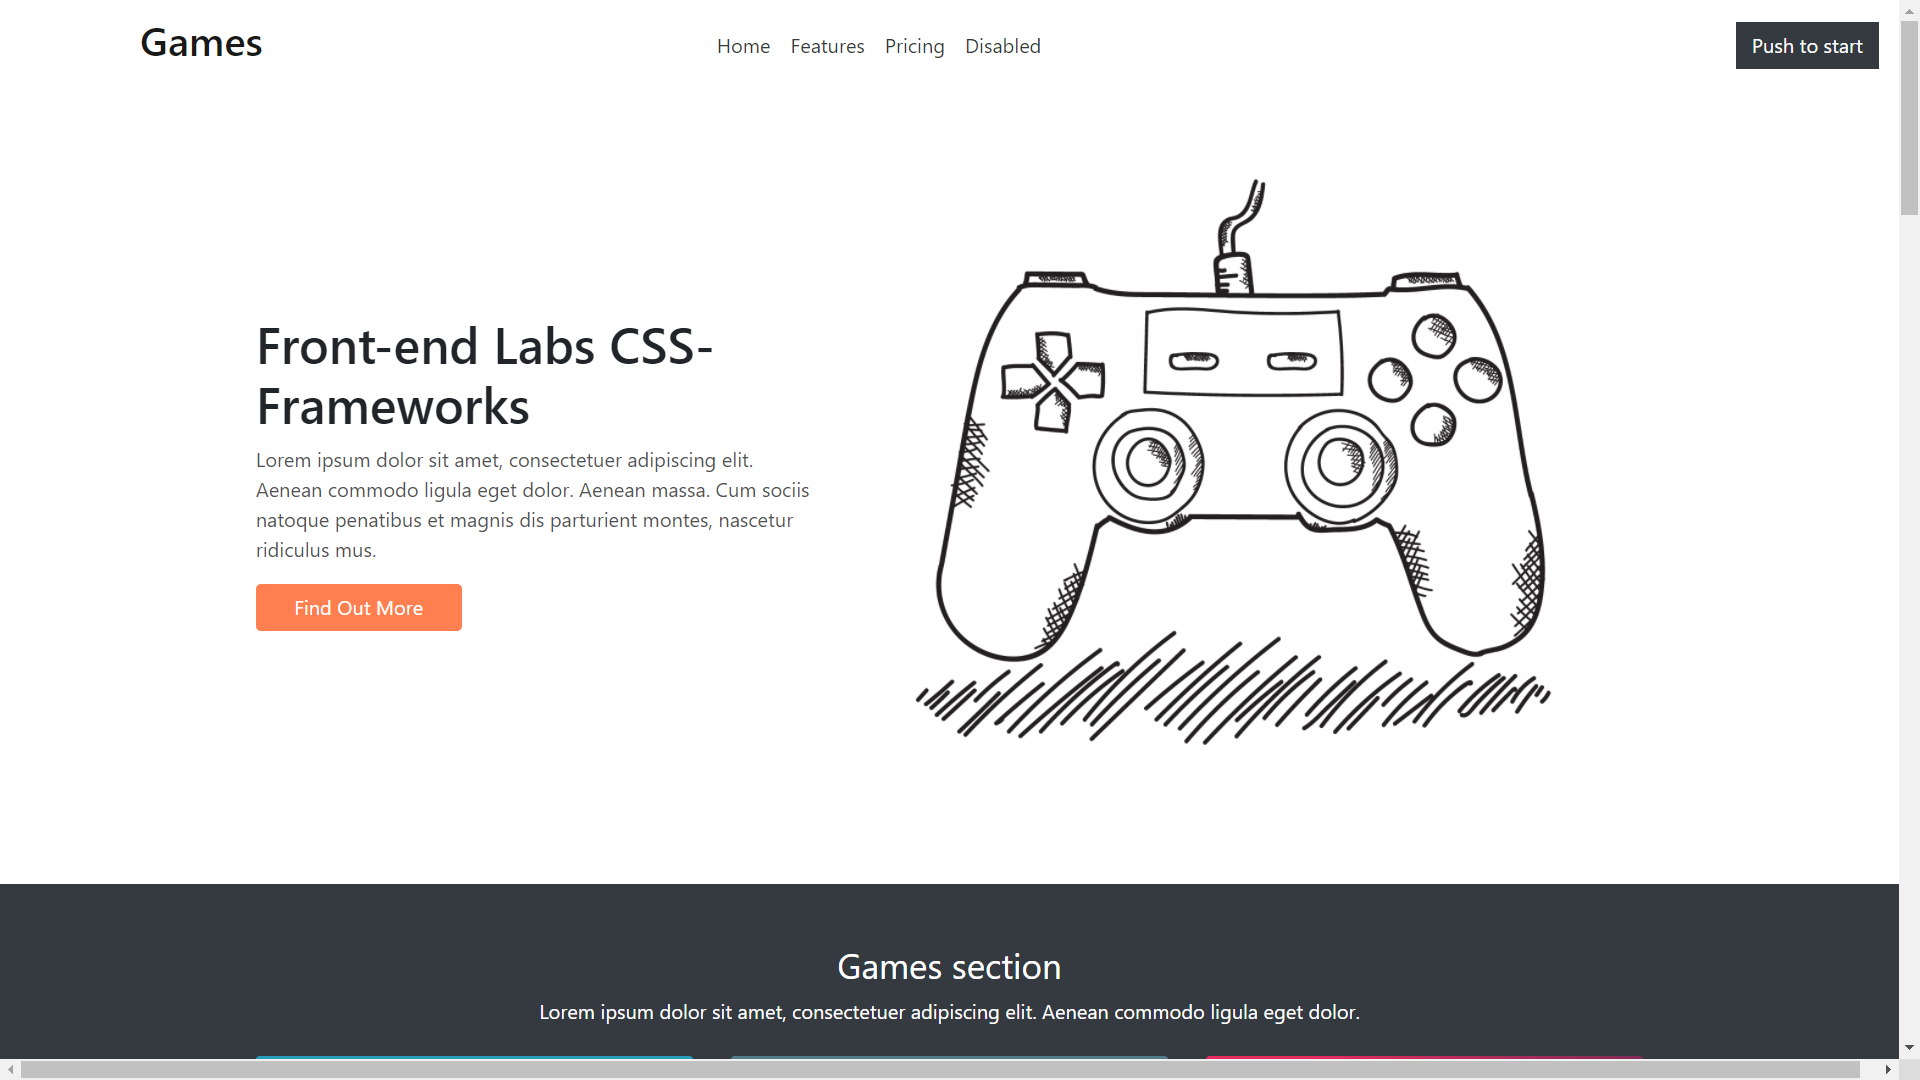 Games
Home Features Pricing Disabled
Push to start
Front-end Labs CSS-
Frameworks
Lorem ipsum dolor sit amet, consectetuer adipiscing elit.
Aenean commodo ligula eget dolor. Aenean massa. Cum sociis
natoque penatibus et magnis dis parturient montes, nascetur
ridiculus mus.
Find Out More
Games section
Lorem ipsum dolor sit amet, consectetuer adipiscing elit. Aenean commodo ligula eget dolor.